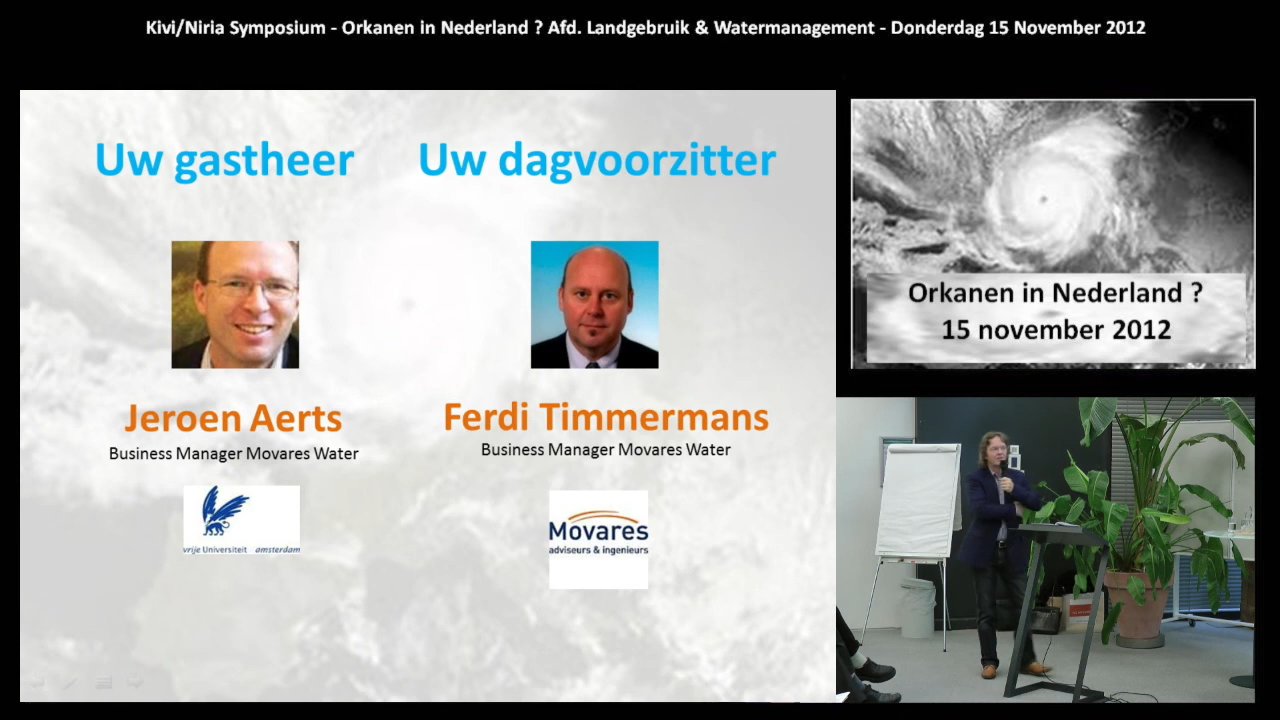 Kivi/Niria Symposium - Orkanen in Nederland ? Afd. Landgebruik & Watermanagement - Donderdag 15 November 2012
Uw gastheer
Uw dagvoorzitter
Jeroen Aerts
Business Manager Movares Water
vrije Universiteit amsterdam
Ferdi Timmermans
Business Manager Movares Water
Movares
adviseurs & ingenieurs
Orkanen in Nederland ?
15 november 2012